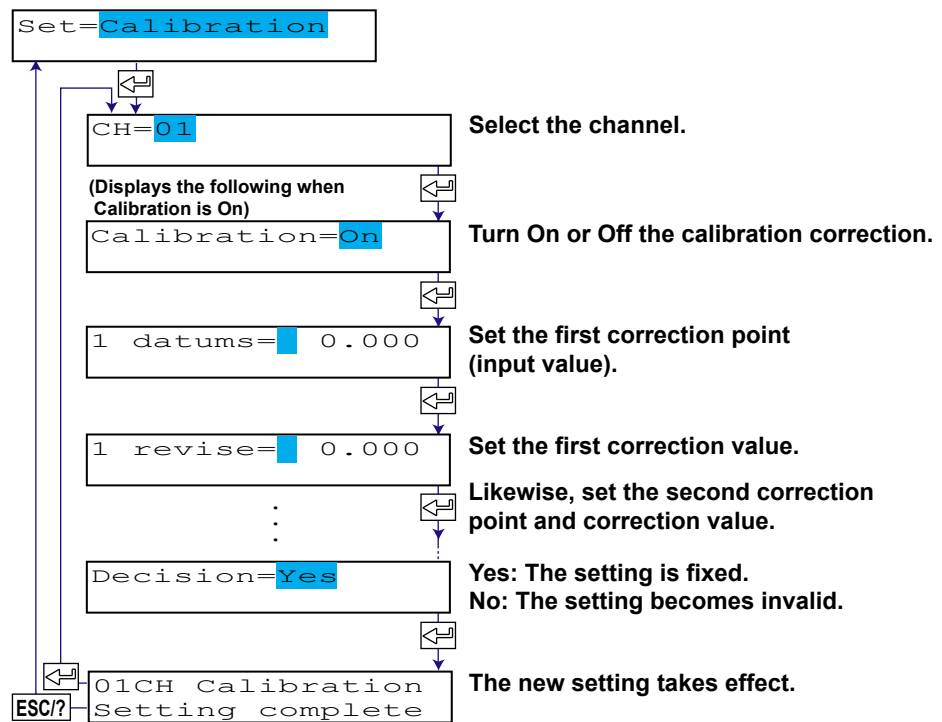 Set=Calibration
CH=01
Select the channel.
(Displays the following when
Calibration is On)
Calibration=On
Turn On or Off the calibration correction.
1 datums= 0.000
Set the first correction point
(input value).
1 revise= 0.000
Set the first correction value.
Likewise, set the second correction
point and correction value.
Decision=Yes
Yes: The setting is fixed.
No: The setting becomes invalid.
01CH Calibration
Setting complete
The new setting takes effect.
ESC/?